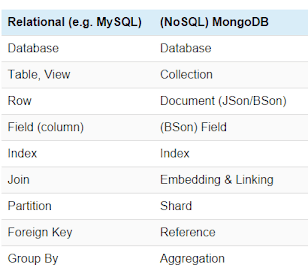 Relational (e.g. MySQL) (NoSQL) MongoDB
Database Database
Table, View Collection
Row Document (JSon/BSon)
Field (column) (BSon) Field
Index Index
Join Embedding & Linking
Partition Shard
Foreign Key Reference
Group By Aggregation